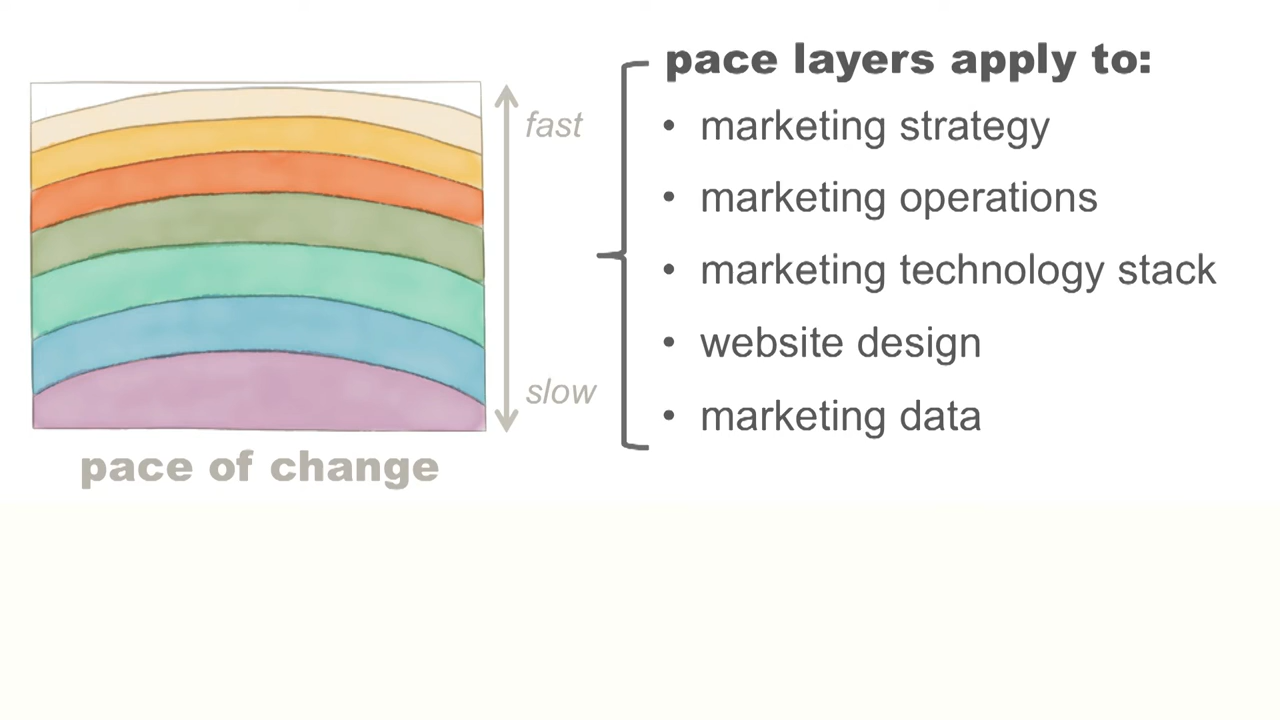 pace layers apply to:
• marketing strategy
• marketing operations
• marketing technology stack
• website design
• marketing data
fast
slow
pace of change